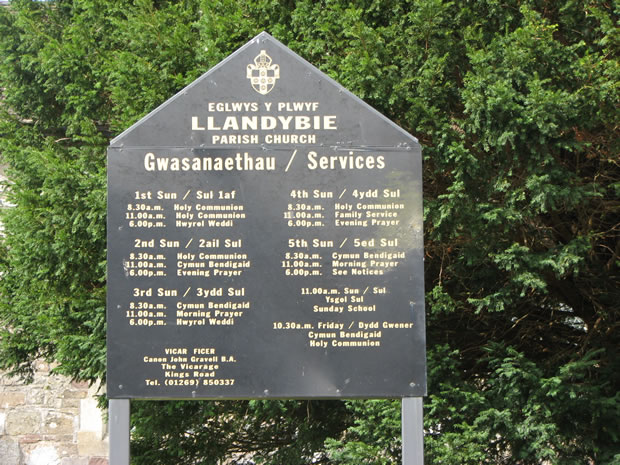 EGLWYS Y PLWYF
LLANDYBIE
PARISH CHURCH
Gwasanaethau / Services
1st Sun / Sul 1af
8.30a.m. Holy Communion
11.00a.m. Holy Communion
6.00p.m. Hwyrol Weddi
2nd Sun / 2ail Sul
8.30a.m. Holy Communion
11.00a.m. Cymun Bendigaid
6.00p.m. Evening Prayer
3rd Sun / 3ydd Sul
8.30a.m. Cymun Bendigaid
11.00a.m. Morning Prayer
6.00p.m. Hwyrol Weddi
4th Sun / 4ydd Sul
8.30a.m. Holy Communion
11.00a.m. Family Service
6.00p.m. Evening Prayer
5th Sun / 5ed Sul
8.30a.m. Cymun Bendigaid
11.00a.m. Morning Prayer
6.00p.m. See Notices
11.00a.m. Sun / Sul
Ysgol Sul
Sunday School
10.30a.m. Friday / Dydd Gwener
Cymun Bendigaid
Holy Communion
VICAR FICER
Canon John Gravell B.A.
The Vicarage
Kings Road
Tel. (01269) 850337